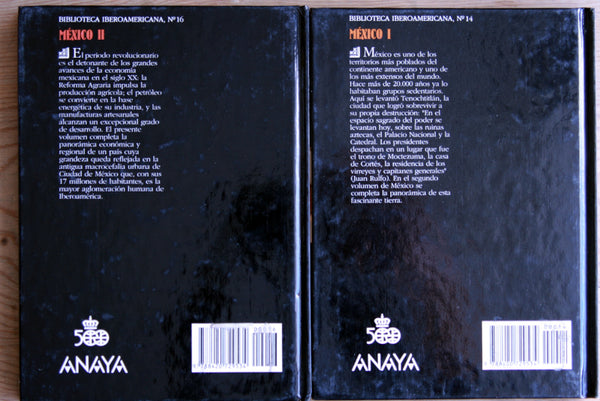 BIBLIOTECA IBEROAMERICANA, Nº 16
MÉXICO II
El periodo revolucionario
es el detonante de los grandes
avances de la economía
mexicana en el siglo XX: la
Reforma Agraria impulsa la
producción agrícola; el petróleo
se convierte en la base
energética de su industria, y las
manufacturas artesanales
alcanzan un excepcional grado
de desarrollo. El presente
volumen completa la
panorámica económica y
regional de un país cuya
grandeza queda reflejada en la
antigua macrocefalia urbana de
Ciudad de México que, con sus
17 millones de habitantes, es la
mayor aglomeración humana de
Iberoamérica.
500
ANAYA
00016
BIBLIOTECA IBEROAMERICANA, Nº 14
MÉXICO I
México es uno de los
territorios más poblados del
continente americano y uno de
los más extensos del mundo.
Hace más de 20.000 años ya lo
habitaban grupos sedentarios.
Aquí se levantó Tenochtitlán, la
ciudad que logró sobrevivir a
su propia destrucción: "En el
espacio sagrado del poder se
levantan hoy, sobre las ruinas
aztecas, el Palacio Nacional y la
Catedral. Los presidentes
despachan en un lugar que fue
el trono de Moctezuma, la casa
de Cortés, la residencia de los
virreyes y capitanes generales"
(Juan Rulfo). En el segundo
volumen de México se
completa la panorámica de esta
fascinante tierra.
500
ANAYA
00014